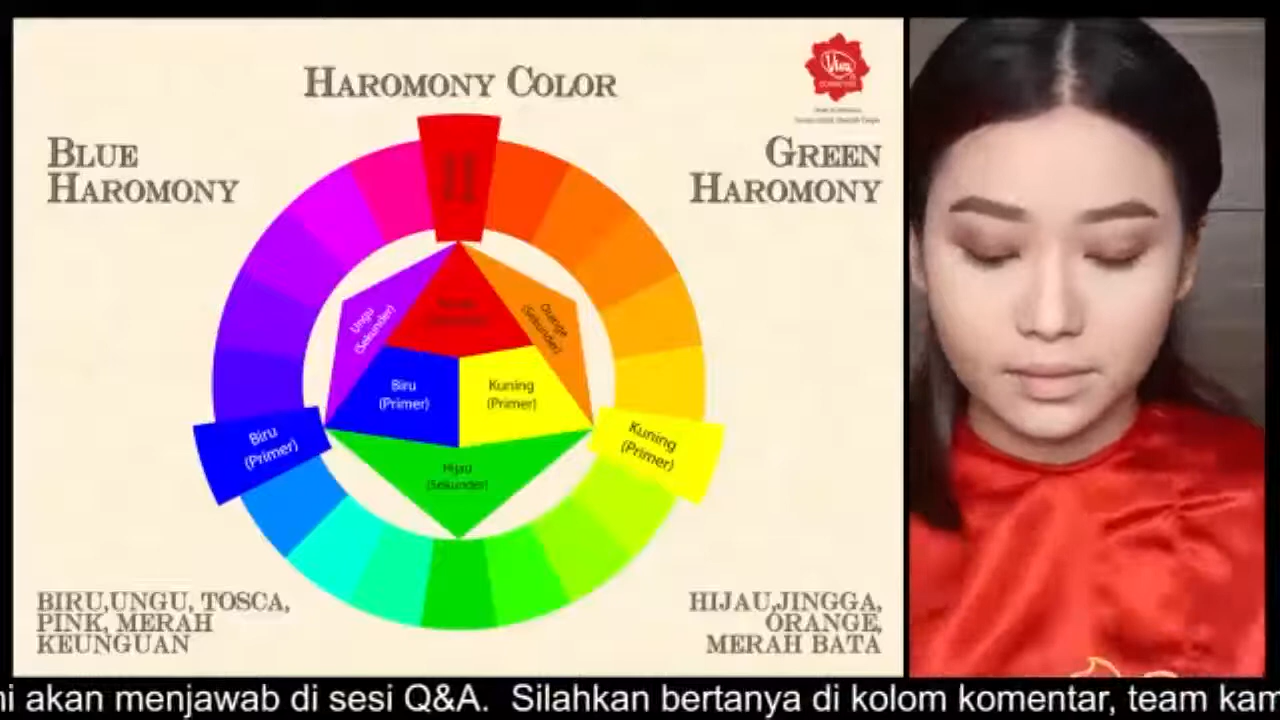 HAROMONY COLOR
Viva
BLUE
HAROMONY
GREEN
HAROMONY
Ungu
(Sekunder)
Orange
(Sekunder)
Biru
(Primer)
Kuning
(Primer)
Biru
(Primer)
Kuning
(Primer)
Hijau
(Sekunder)
BIRU,UNGU, TOSCA,
PINK, MERAH
KEUNGUAN
HIJAU,JINGGA,
ORANGE,
MERAH BATA
ni akan menjawab di sesi Q&A. Silahkan bertanya di kolom komentar, team kam